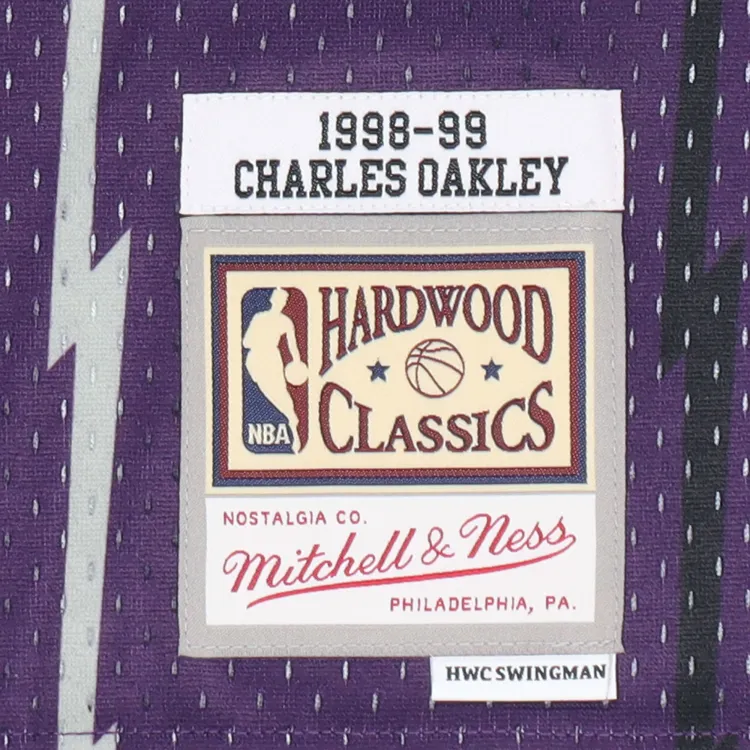 1998-99
CHARLES OAKLEY
HARDWOOD
CLASSICS
NBA
NOSTALGIA CO.
Mitchell & Ness
PHILADELPHIA, PA.
HWC SWINGMAN